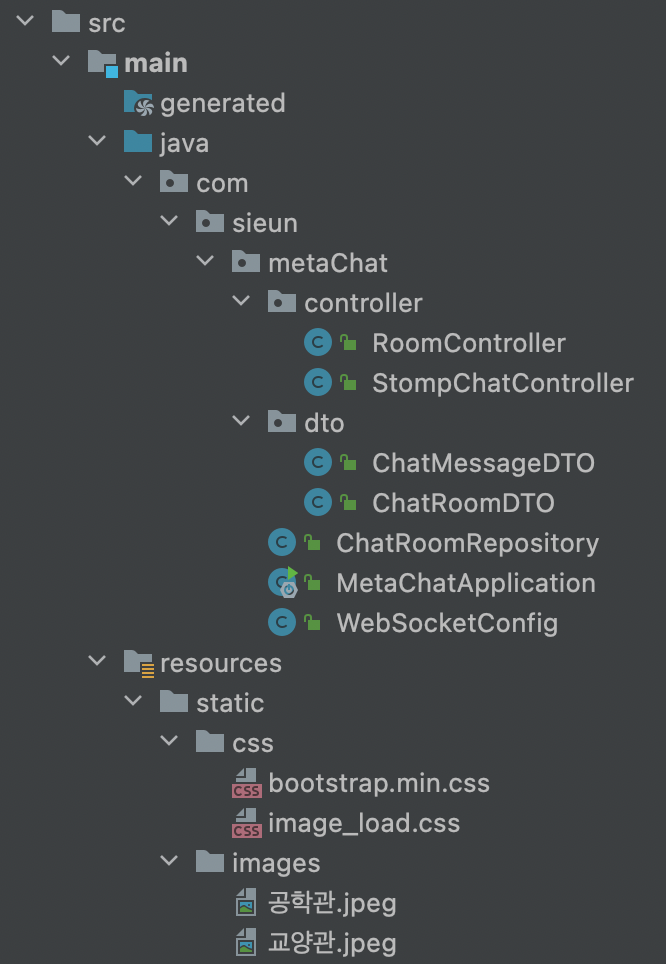 src
main
generated
java
com
sieun
metaChat
controller
C RoomController
C StompChatController
dto
C ChatMessageDTO
C ChatRoomDTO
C ChatRoomRepository
C MetaChatApplication
C WebSocketConfig
resources
static
css
CSS bootstrap.min.css
CSS image_load.css
images
공학관.jpeg
교양관.jpeg